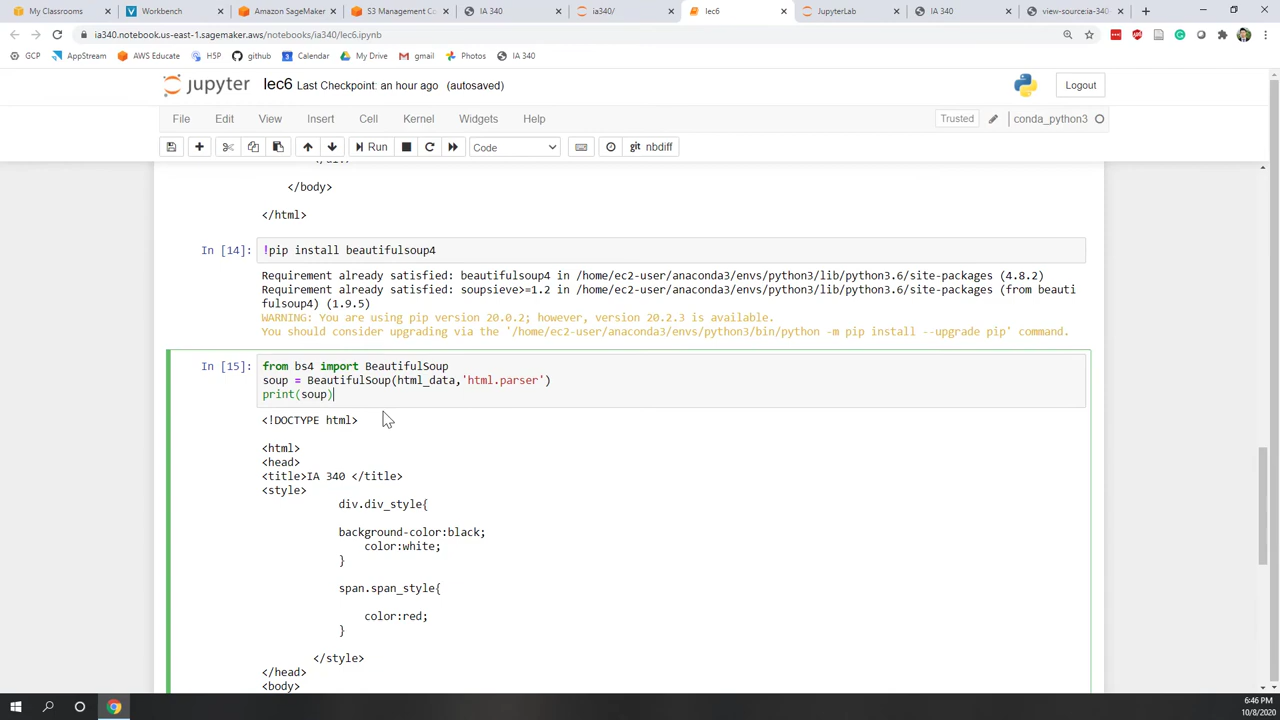 My Classrooms
Workbench
Amazon SageMaker
S3 Management Co
IA 340
ia340/
lec6
JupyterLab
IA 340
view-source:ia-340-
ia340.notebook.us-east-1.sagemaker.aws/notebooks/ia340/lec6.ipynb
GCP AppStream AWS Educate H5P github Calendar My Drive gmail Photos IA 340
jupyter lec6 Last Checkpoint: an hour ago (autosaved) Logout
File Edit View Insert Cell Kernel Widgets Help Trusted conda_python3
Run Code git nbdiff
</body>
</html>
In [14]: !pip install beautifulsoup4
Requirement already satisfied: beautifulsoup4 in /home/ec2-user/anaconda3/envs/python3/lib/python3.6/site-packages (4.8.2)
Requirement already satisfied: soupsieve>=1.2 in /home/ec2-user/anaconda3/envs/python3/lib/python3.6/site-packages (from beauti
fulsoup4) (1.9.5)
WARNING: You are using pip version 20.0.2; however, version 20.2.3 is available.
You should consider upgrading via the '/home/ec2-user/anaconda3/envs/python3/bin/python -m pip install --upgrade pip' command.
In [15]: from bs4 import BeautifulSoup
soup = BeautifulSoup(html_data,'html.parser')
print(soup)
<!DOCTYPE html>
<html>
<head>
<title>IA 340 </title>
<style>
div.div_style{
background-color:black;
color:white;
}
span.span_style{
color:red;
}
</style>
</head>
<body>
6:46 PM
10/8/2020